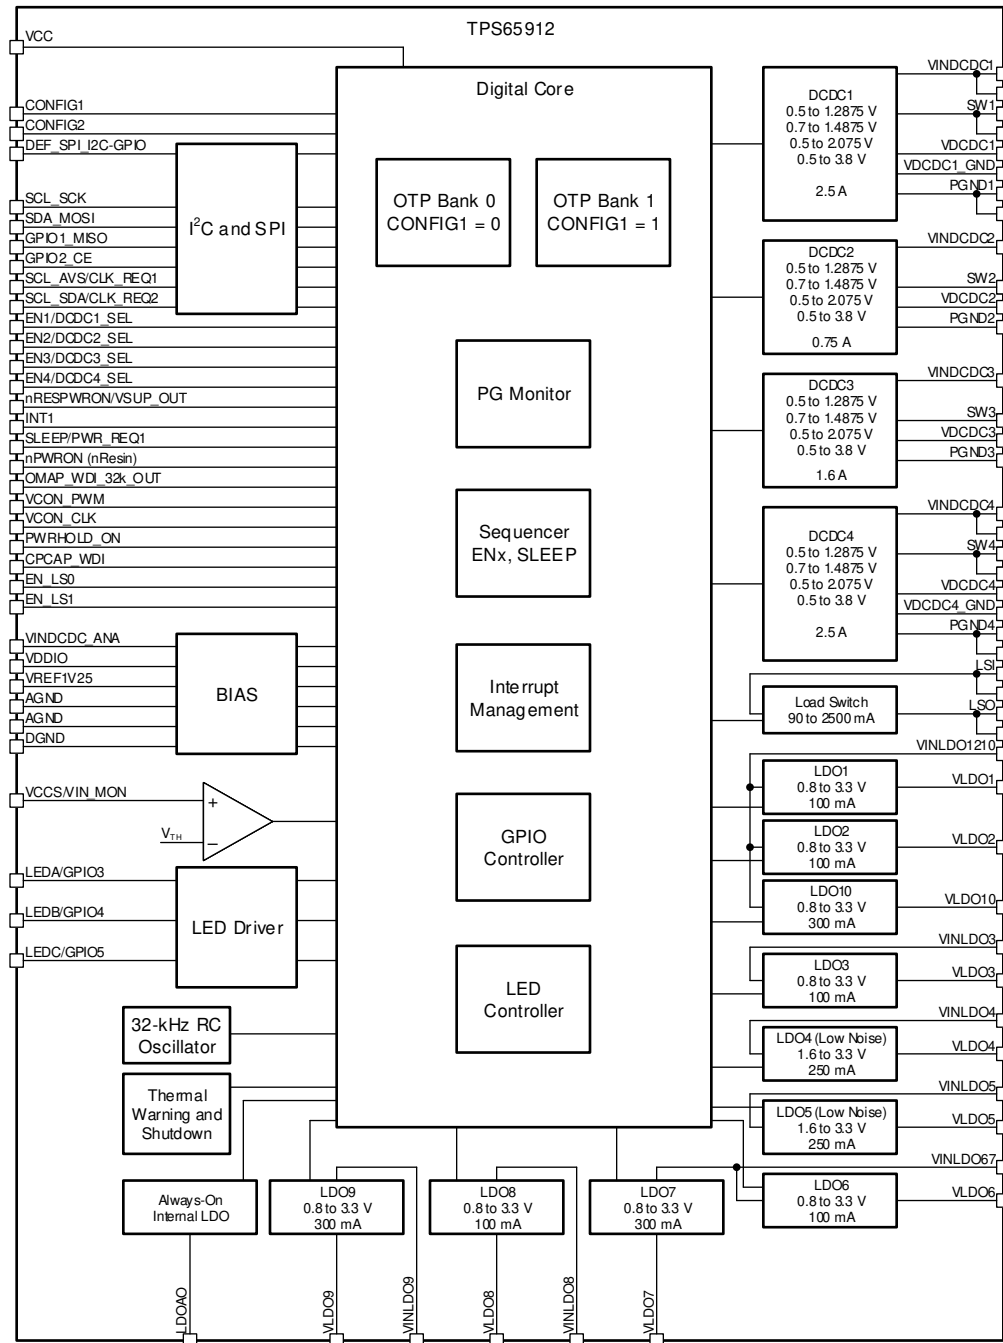 TPS65912
VCC
CONFIG1
CONFIG2
DEF_SPI_I2C-GPIO
SCL_SCK
SDA_MOSI
GPIO1_MISO
GPIO2_CE
SCL_AVS/CLK_REQ1
SCL_SDA/CLK_REQ2
EN1/DCDC1_SEL
EN2/DCDC2_SEL
EN3/DCDC3_SEL
EN4/DCDC4_SEL
nRESPWRON/VSUP_OUT
INT1
SLEEP/PWR_REQ1
nPWRON (nResin)
OMAP_WDI_32k_OUT
VCON_PWM
VCON_CLK
PWRHOLD_ON
CPCAP_WDI
EN_LS0
EN_LS1
VINDCDC_ANA
VDDIO
VREF1V25
AGND
AGND
DGND
VCCS/VIN_MON
VTH
+
−
LEDA/GPIO3
LEDB/GPIO4
LEDC/GPIO5
I²C and SPI
BIAS
LED Driver
32-kHz RC
Oscillator
Thermal
Warning and
Shutdown
Always-On
Internal LDO
Digital Core
OTP Bank 0
CONFIG1 = 0
OTP Bank 1
CONFIG1 = 1
PG Monitor
Sequencer
ENx, SLEEP
Interrupt
Management
GPIO
Controller
LED
Controller
DCDC1
0.5 to 1.2875 V
0.7 to 1.4875 V
0.5 to 2.075 V
0.5 to 3.8 V
2.5 A
VINDCDC1
SW1
VDCDC1
VDCDC1_GND
PGND1
DCDC2
0.5 to 1.2875 V
0.7 to 1.4875 V
0.5 to 2.075 V
0.5 to 3.8 V
0.75 A
VINDCDC2
SW2
VDCDC2
PGND2
DCDC3
0.5 to 1.2875 V
0.7 to 1.4875 V
0.5 to 2.075 V
0.5 to 3.8 V
1.6 A
VINDCDC3
SW3
VDCDC3
PGND3
DCDC4
0.5 to 1.2875 V
0.7 to 1.4875 V
0.5 to 2.075 V
0.5 to 3.8 V
2.5 A
VINDCDC4
SW4
VDCDC4
VDCDC4_GND
PGND4
LSI
Load Switch
90 to 2500 mA
LSO
VINLDO1210
LDO1
0.8 to 3.3 V
100 mA
VLDO1
LDO2
0.8 to 3.3 V
100 mA
VLDO2
LDO10
0.8 to 3.3 V
300 mA
VLDO10
VINLDO3
LDO3
0.8 to 3.3 V
100 mA
VLDO3
VINLDO4
LDO4 (Low Noise)
1.6 to 3.3 V
250 mA
VLDO4
VINLDO5
LDO5 (Low Noise)
1.6 to 3.3 V
250 mA
VLDO5
VINLDO67
LDO6
0.8 to 3.3 V
100 mA
VLDO6
LDO9
0.8 to 3.3 V
300 mA
LDO8
0.8 to 3.3 V
100 mA
LDO7
0.8 to 3.3 V
300 mA
LDOAO
VLDO9
VINLDO9
VLDO8
VINLDO8
VLDO7